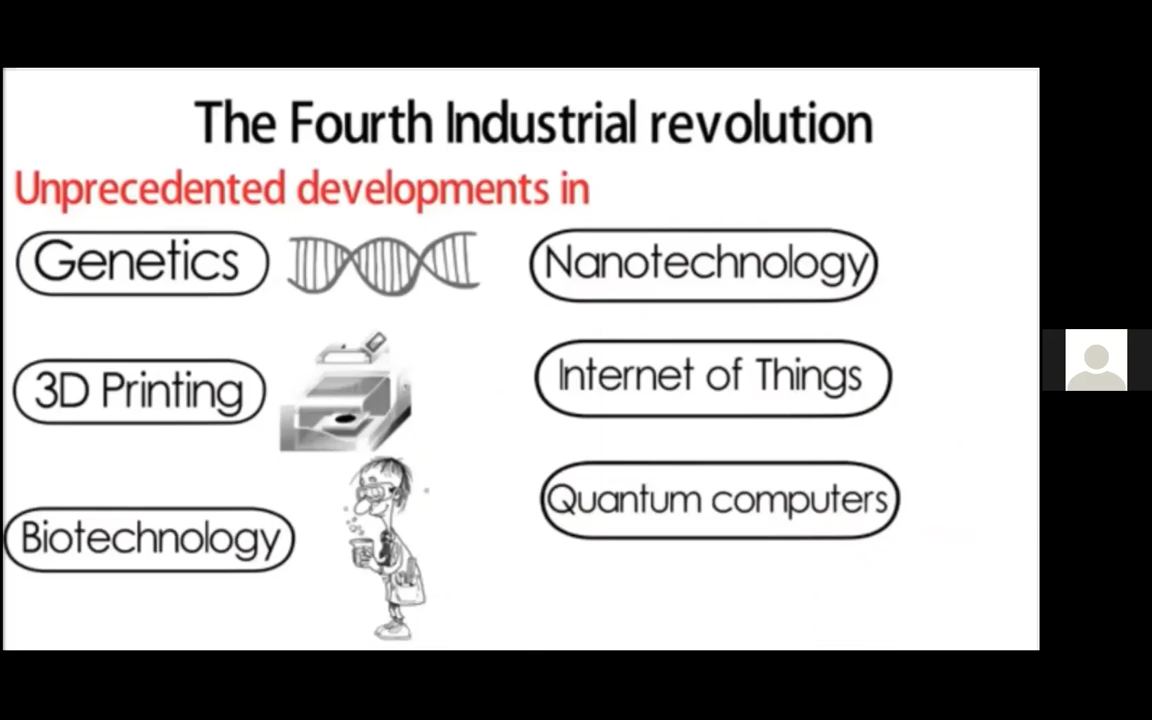 The Fourth Industrial revolution
Unprecedented developments in
Genetics
Nanotechnology
3D Printing
Internet of Things
Biotechnology
Quantum computers